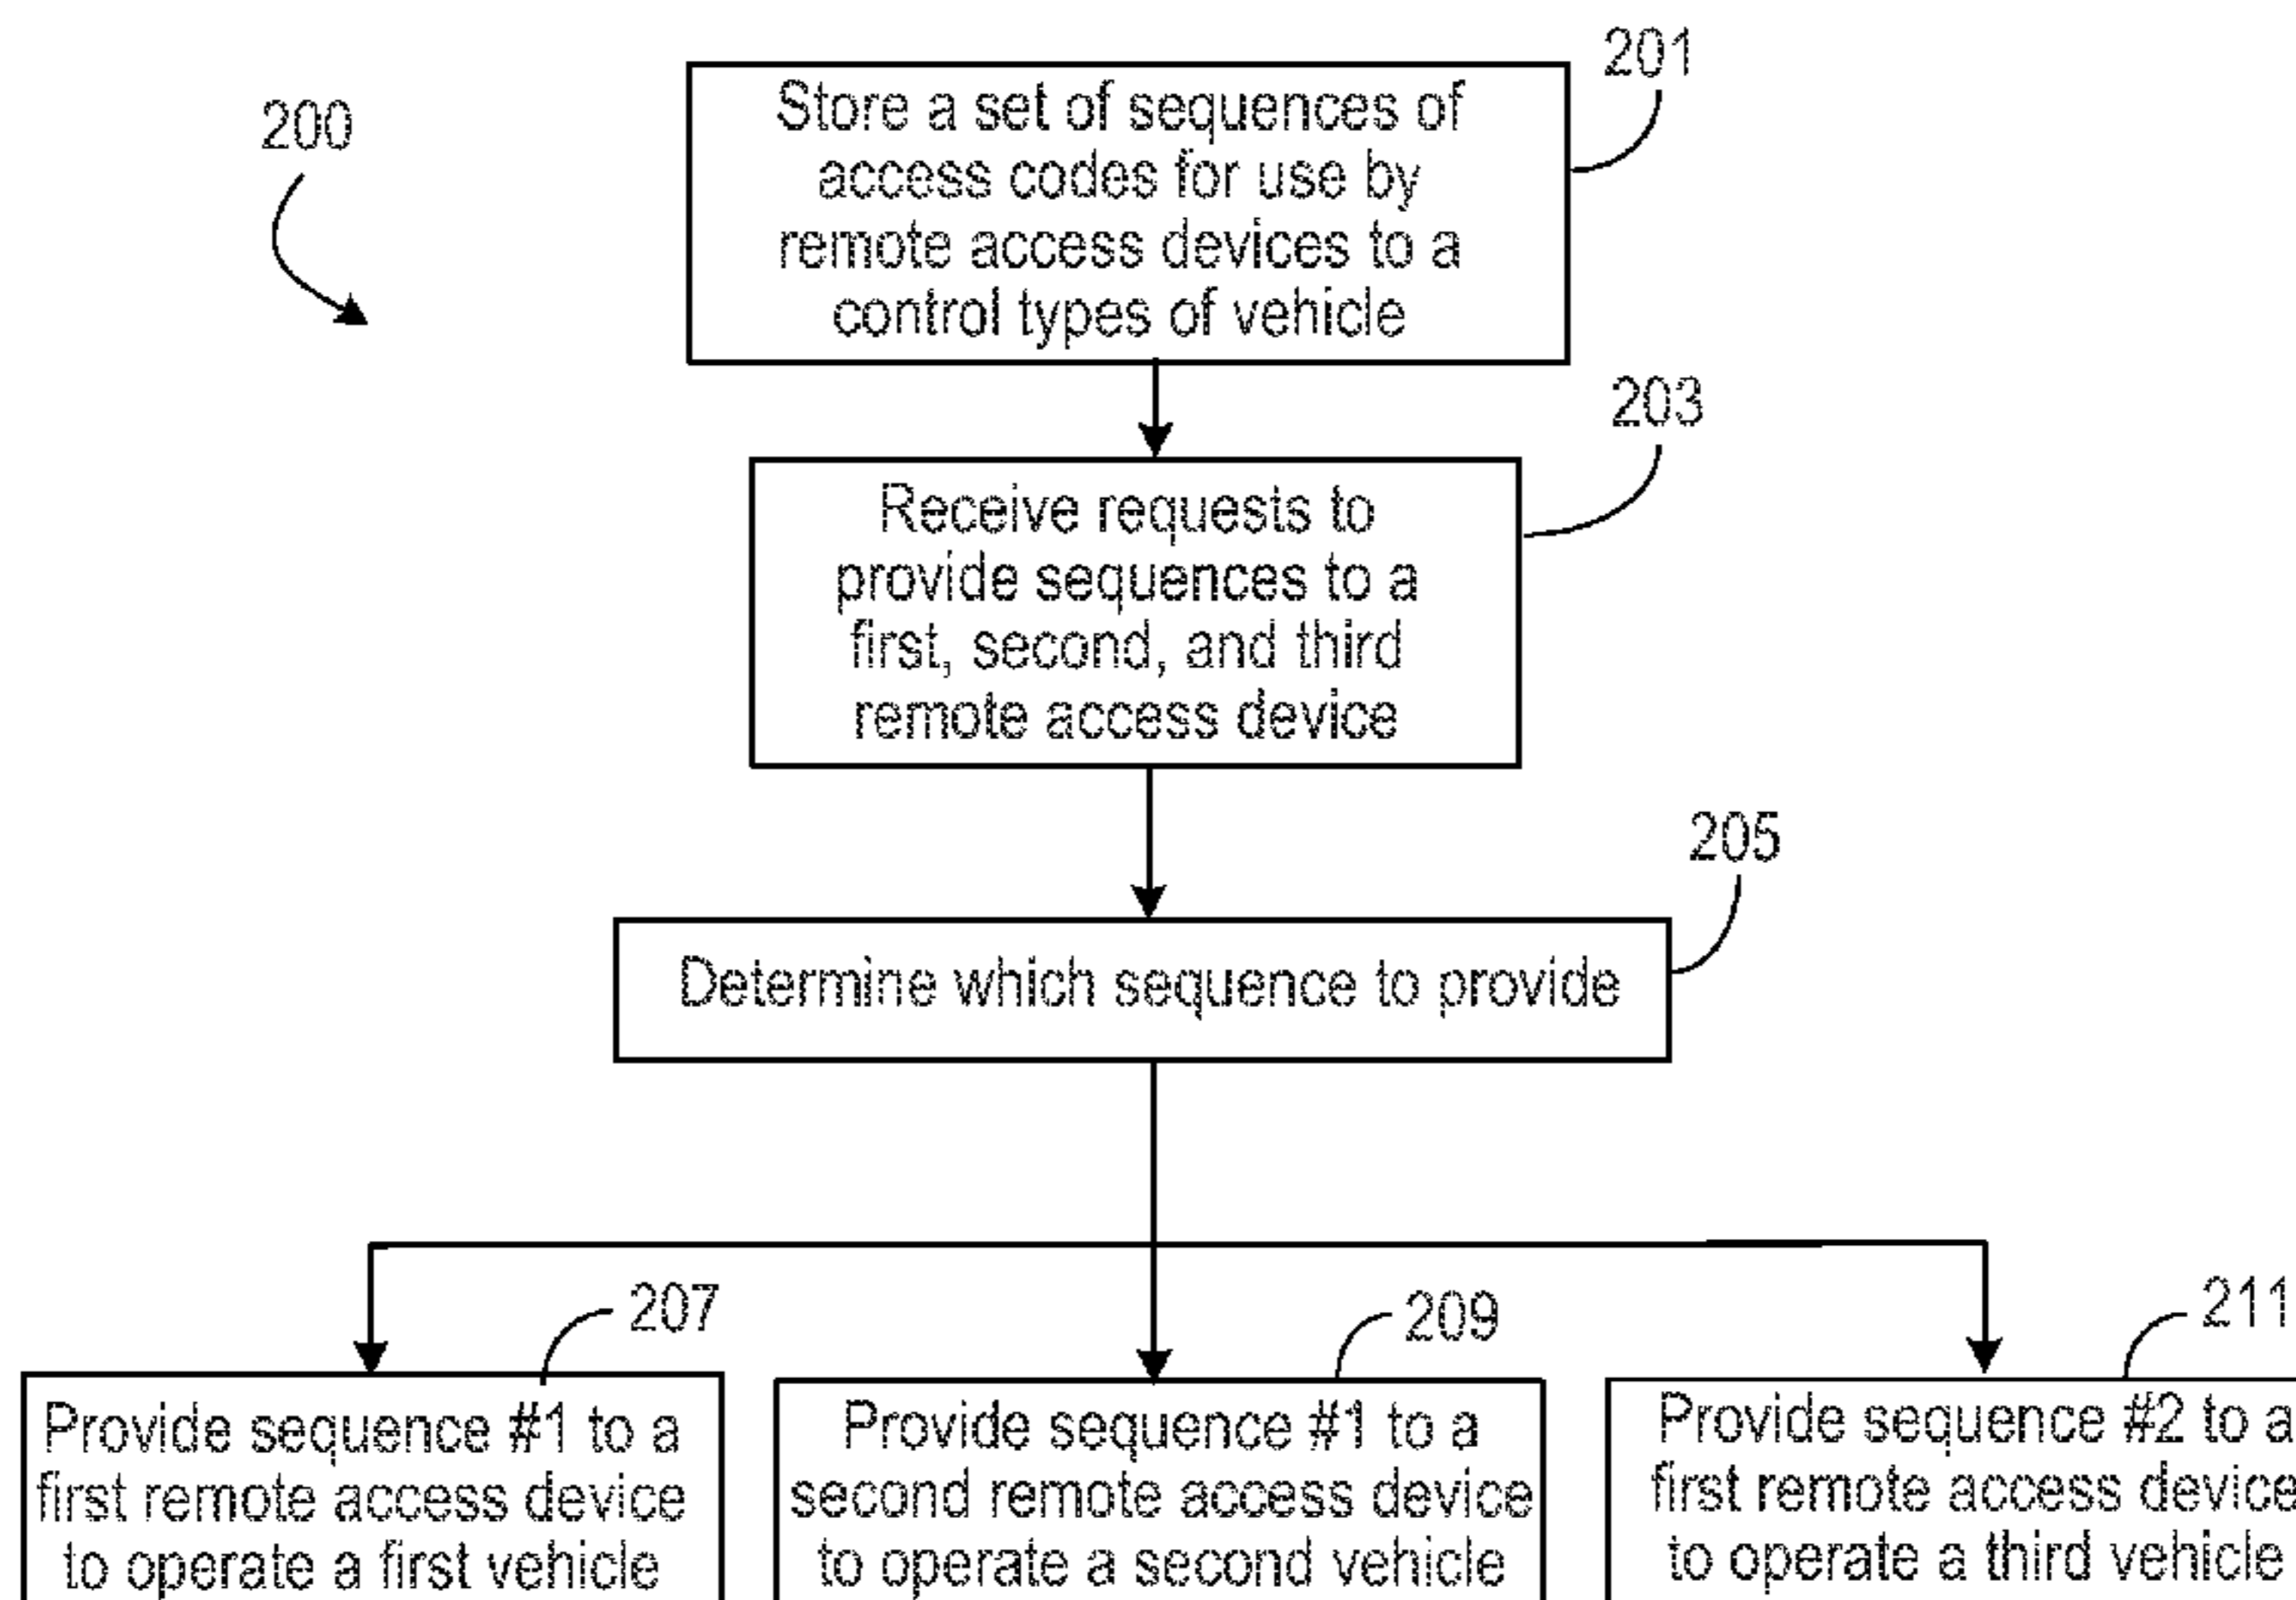 200
201
Store a set of sequences of
access codes for use by
remote access devices to a
control types of vehicle
203
Receive requests to
provide sequences to a
first, second, and third
remote access device
205
Determine which sequence to provide
207
Provide sequence #1 to a
first remote access device
to operate a first vehicle
209
Provide sequence #1 to a
second remote access device
to operate a second vehicle
211
Provide sequence #2 to a
first remote access device
to operate a third vehicle